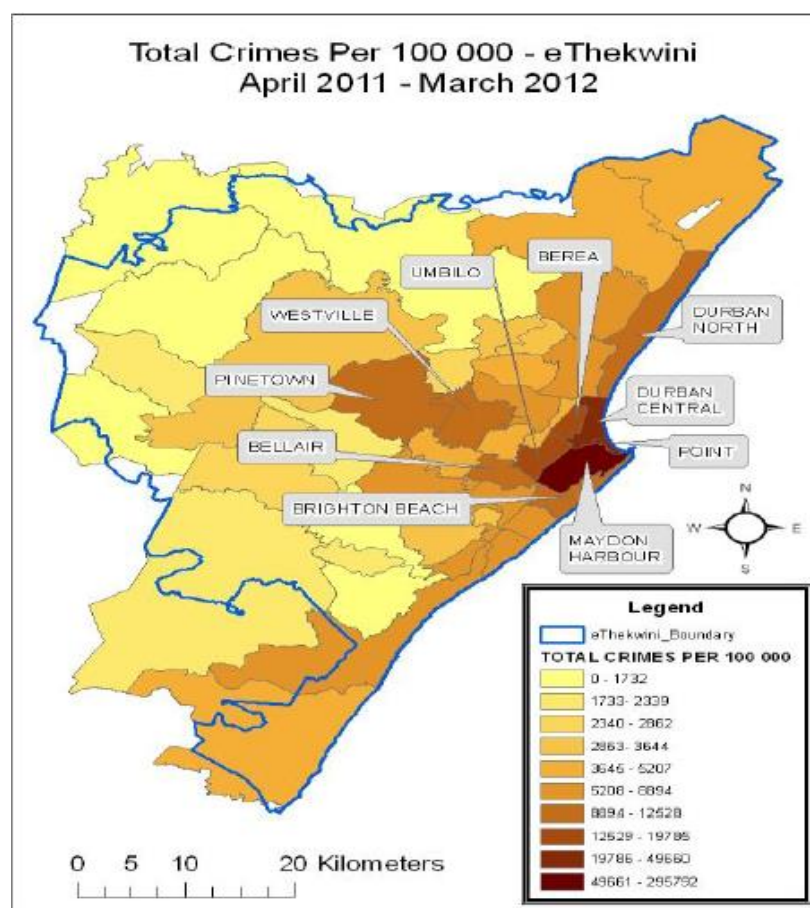 Total Crimes Per 100 000 - eThekwini
April 2011 - March 2012
UMBILO
BEREA
WESTVILLE
DURBAN
NORTH
PINETOWN
DURBAN
CENTRAL
BELLAIR
POINT
BRIGHTON BEACH
MAYDON
HARBOUR
N
W
E
S
Legend
eThekwini_Boundary
TOTAL CRIMES PER 100 000
0 - 1732
1733- 2339
2340 - 2862
2863- 3644
3645 - 5207
5208 - 8894
8894 - 12528
12529 - 19785
19786 - 49660
49661 - 295792
0 10 20 Kilometers